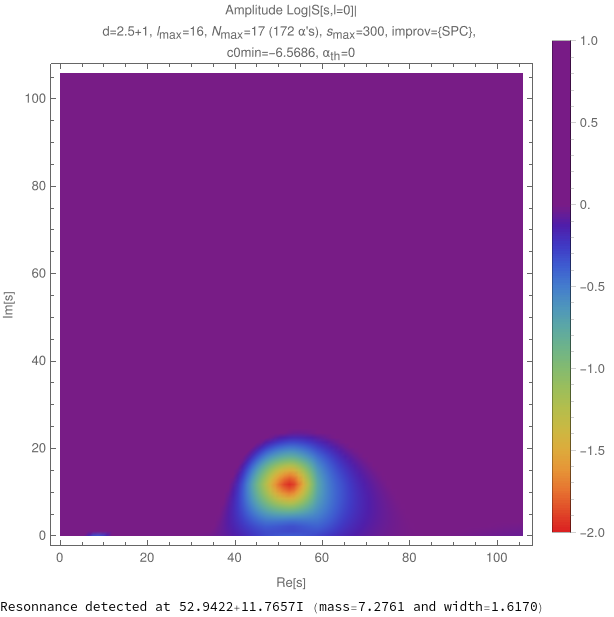 Amplitude Log|S[s,l=0]|
d=2.5+1, lmax=16, Nmax=17 (172 α's), smax=300, improv={SPC},
c0min=−6.5686, αth=0
1.0
0.5
0.
−0.5
−1.0
−1.5
−2.0
100
80
60
40
20
0
Im[s]
0 20 40 60 80 100
Re[s]
Resonnance detected at 52.9422+11.7657I (mass=7.2761 and width=1.6170)